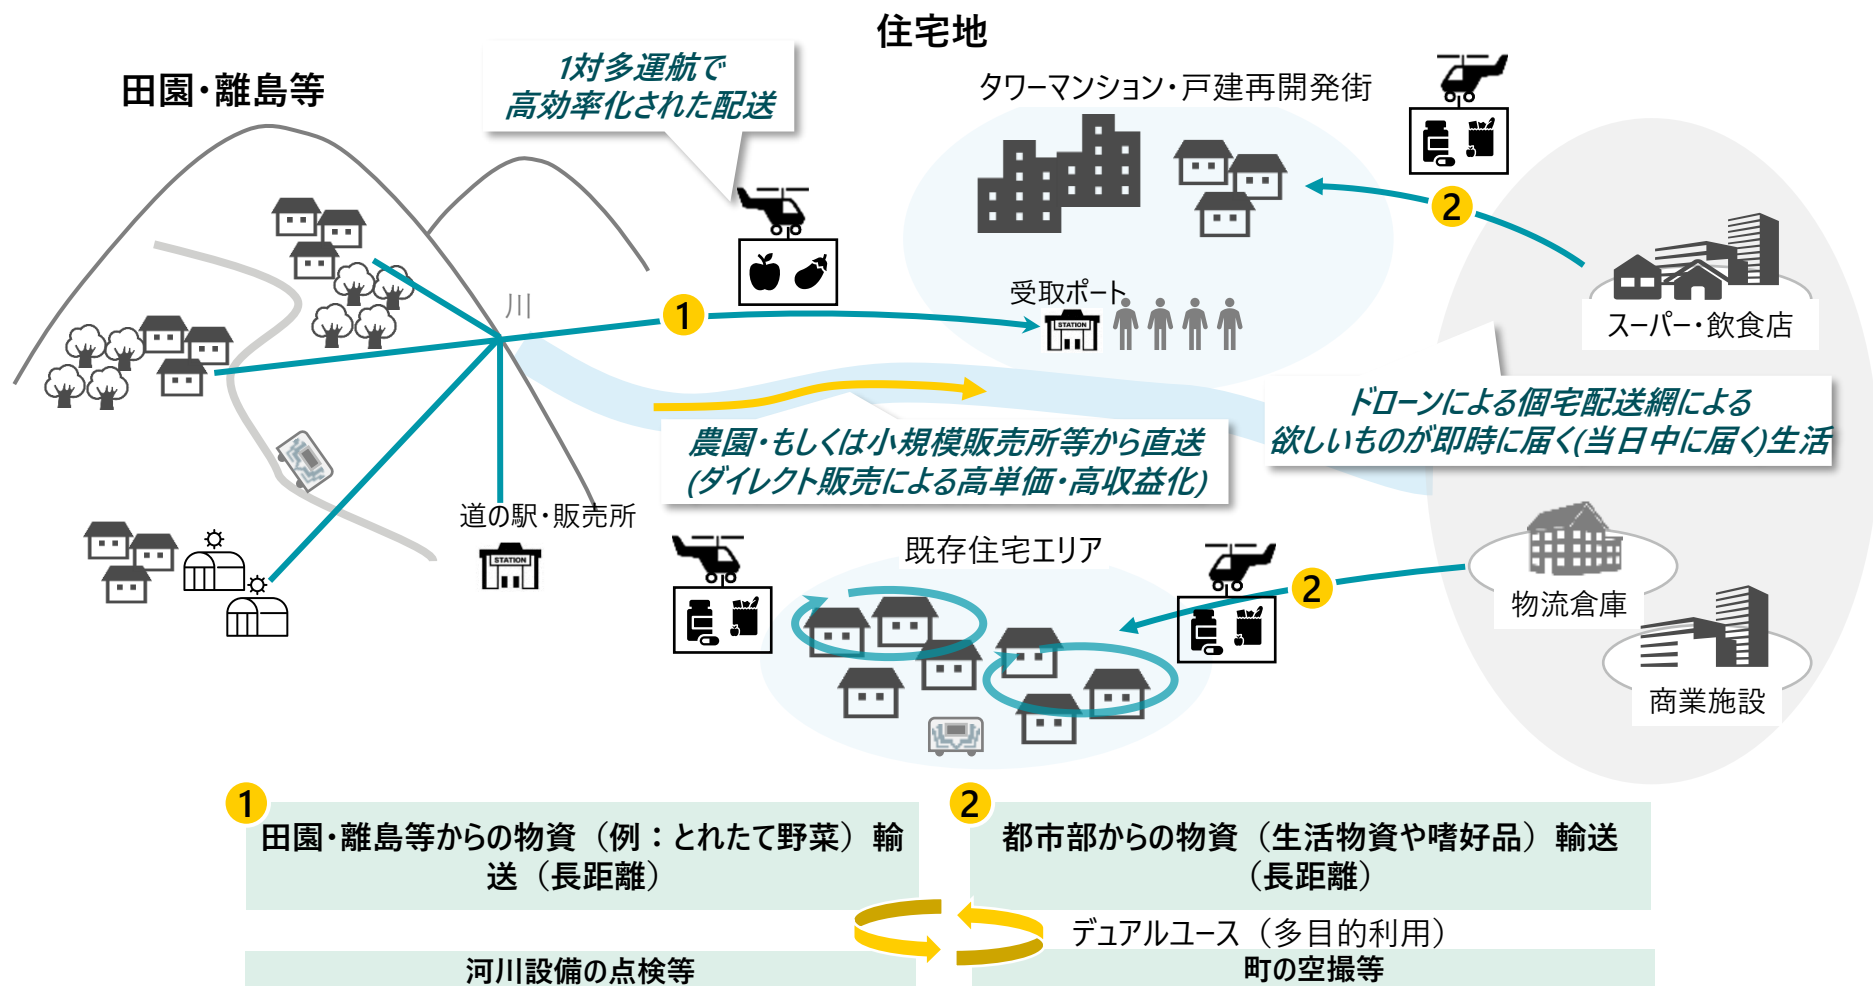 住宅地
田園・離島等
1対多運航で
高効率化された配送
タワーマンション・戸建再開発街
2
川
1
受取ポート
STATION
スーパー・飲食店
ドローンによる個宅配送網による
欲しいものが即時に届く(当日中に届く)生活
農園・もしくは小規模販売所等から直送
(ダイレクト販売による高単価・高収益化)
道の駅・販売所
STATION
既存住宅エリア
2
物流倉庫
商業施設
1
田園・離島等からの物資（例：とれたて野菜）輸
送（長距離）
2
都市部からの物資（生活物資や嗜好品）輸送
（長距離）
デュアルユース（多目的利用）
河川設備の点検等
町の空撮等